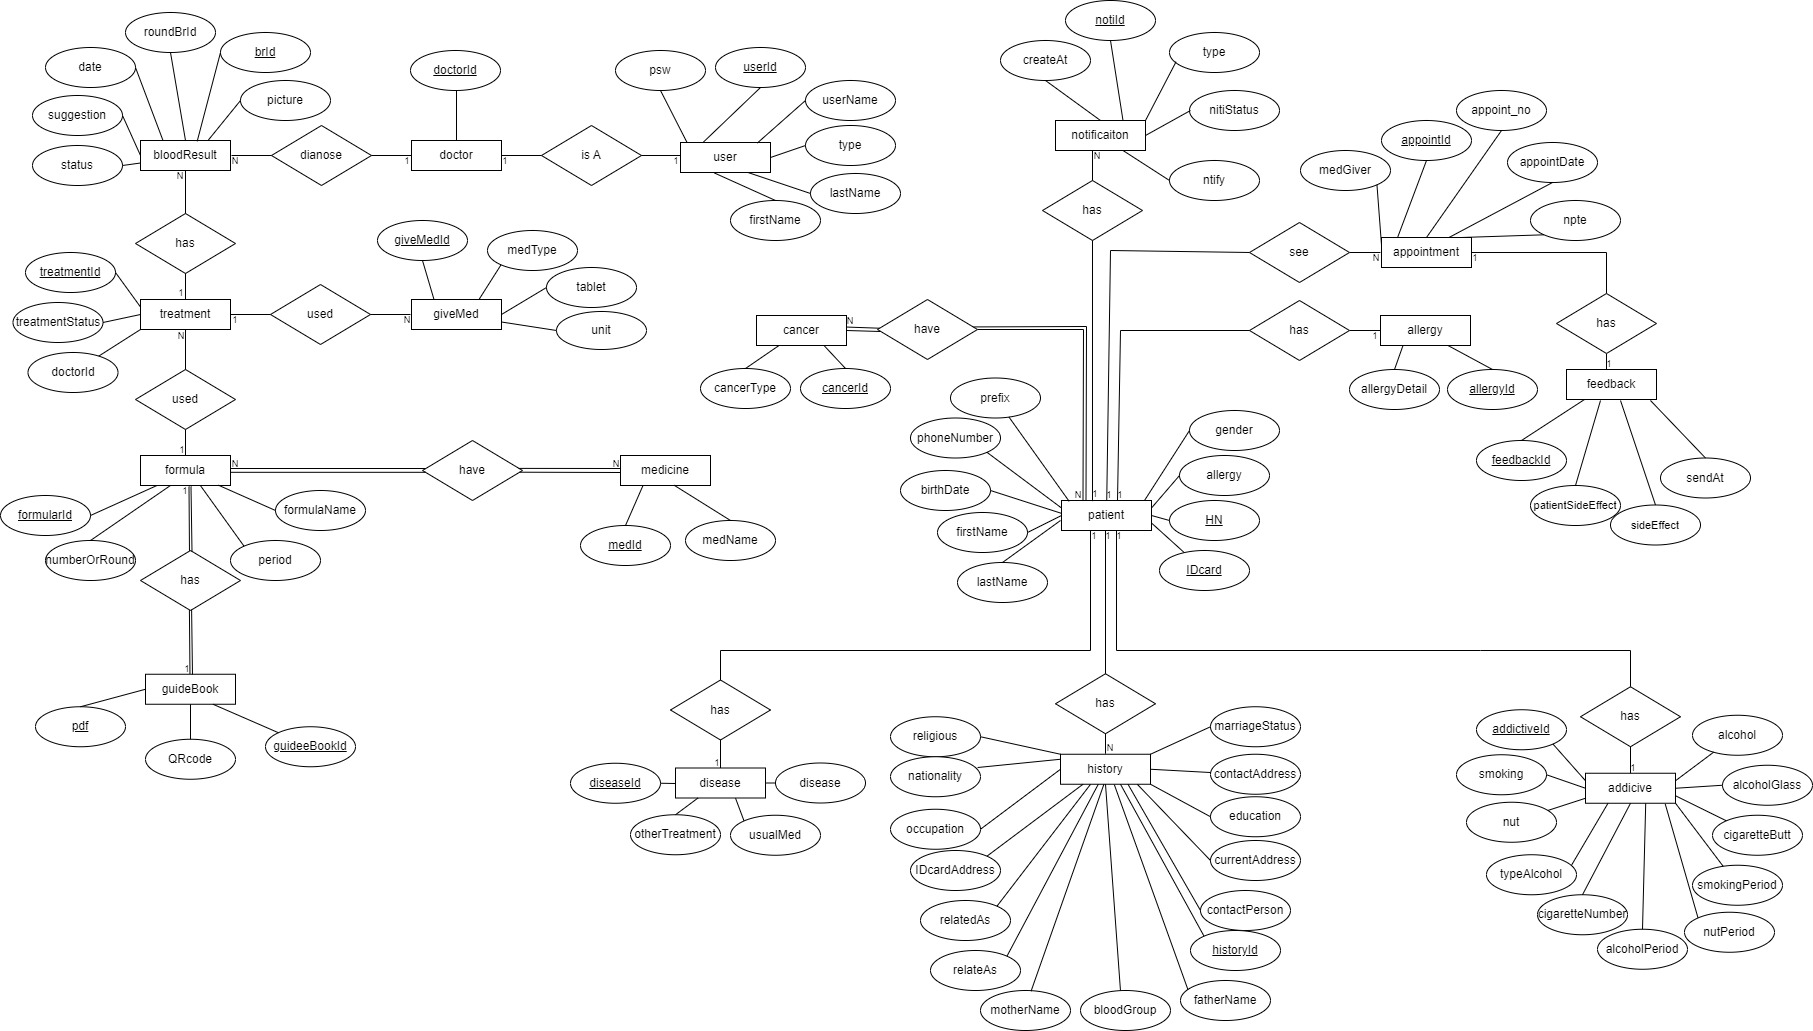 notiId
roundBrId
brId
type
createAt
date
doctorId
psw
userId
picture
userName
nitiStatus
appoint_no
suggestion
notificaiton
appointId
status
bloodResult
N
dianose
1
doctor
1
is A
1
user
type
N
medGiver
appointDate
N
ntify
lastName
firstName
has
npte
has
giveMedId
medType
see
N
appointment
1
treatmentId
1
tablet
treatmentStatus
treatment
1
used
N
giveMed
unit
cancer
N
have
has
1
allergy
has
N
doctorId
1
feedback
cancerType
cancerId
allergyDetail
allergyId
used
prefix
phoneNumber
gender
1
formula
N
have
N
medicine
feedbackId
allergy
sendAt
birthDate
1
N
1
1
1
patientSideEffect
formularId
formulaName
patient
HN
sideEffect
firstName
1
1
1
medId
medName
numberOrRound
period
IDcard
has
lastName
1
guideBook
pdf
guideeBookId
QRcode
has
has
has
religious
N
marriageStatus
addictiveId
alcohol
1
1
diseaseId
disease
disease
nationality
history
contactAddress
smoking
addicive
alcoholGlass
otherTreatment
usualMed
occupation
education
nut
cigaretteButt
IDcardAddress
currentAddress
typeAlcohol
smokingPeriod
relatedAs
contactPerson
cigaretteNumber
nutPeriod
historyId
alcoholPeriod
relateAs
motherName
bloodGroup
fatherName